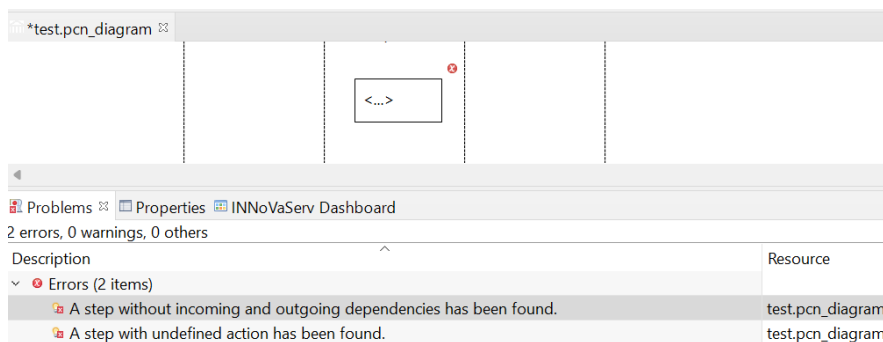 *test.pcn_diagram
<...>
Problems Properties INNoVaServ Dashboard
2 errors, 0 warnings, 0 others
Description Resource
Errors (2 items)
A step without incoming and outgoing dependencies has been found. test.pcn_diagram
A step with undefined action has been found. test.pcn_diagram